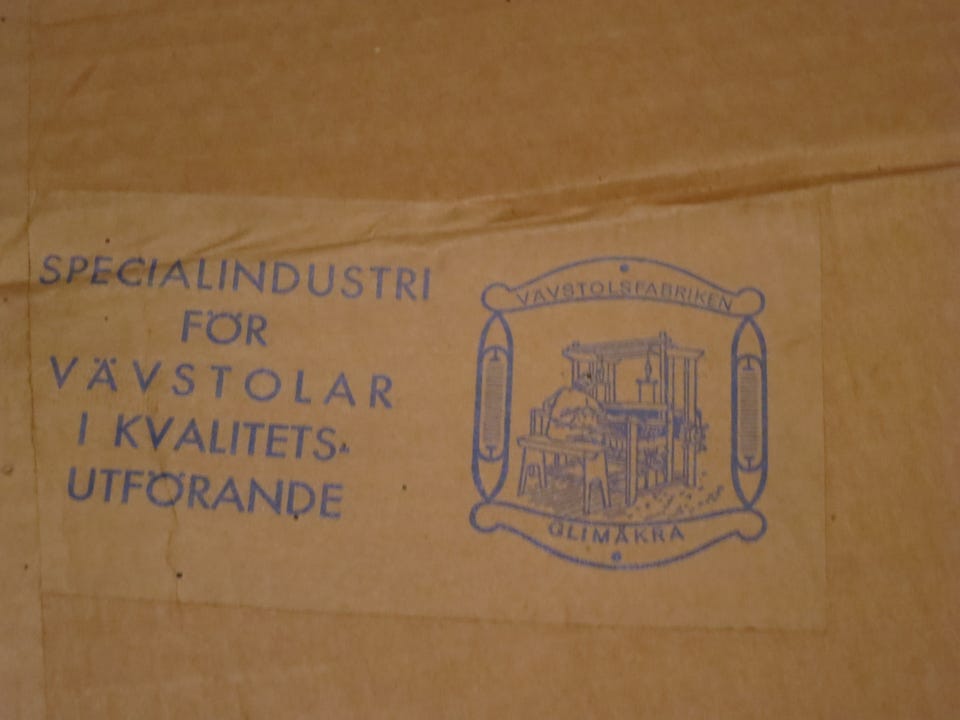 SPECIALINDUSTRI
FÖR
VÄVSTOLAR
I KVALITETS-
UTFÖRANDE
VÄVSTOLSFABRIKEN
GLIMÅKRA